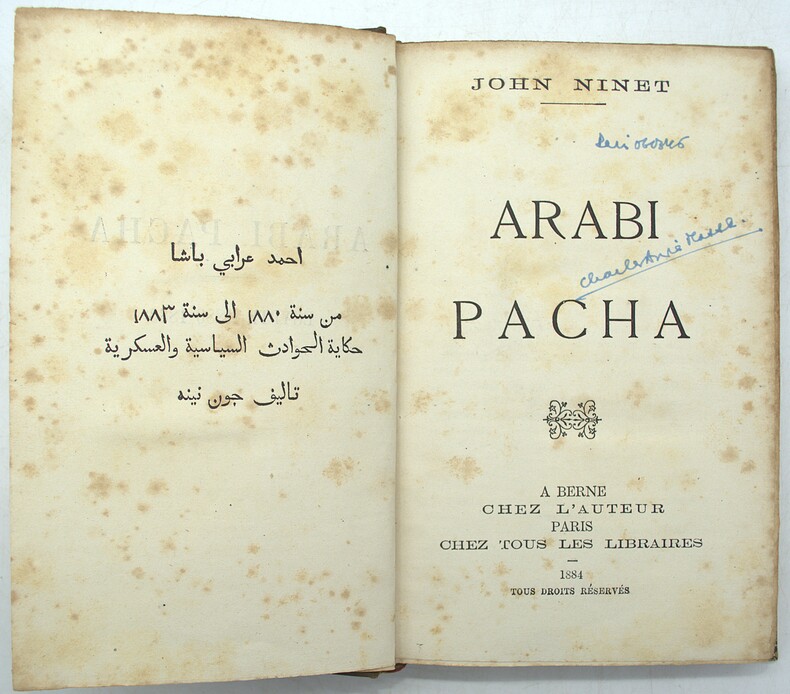 احمد عرابي باشا
من سنة ١٨٨٠ الى سنة ١٨٨٣
حكاية الحوادث السياسية والعسكرية
تاليف جون نينه
JOHN NINET
ARABI
PACHA
A BERNE
CHEZ L'AUTEUR
PARIS
CHEZ TOUS LES LIBRAIRES
1884
TOUS DROITS RÉSERVÉS